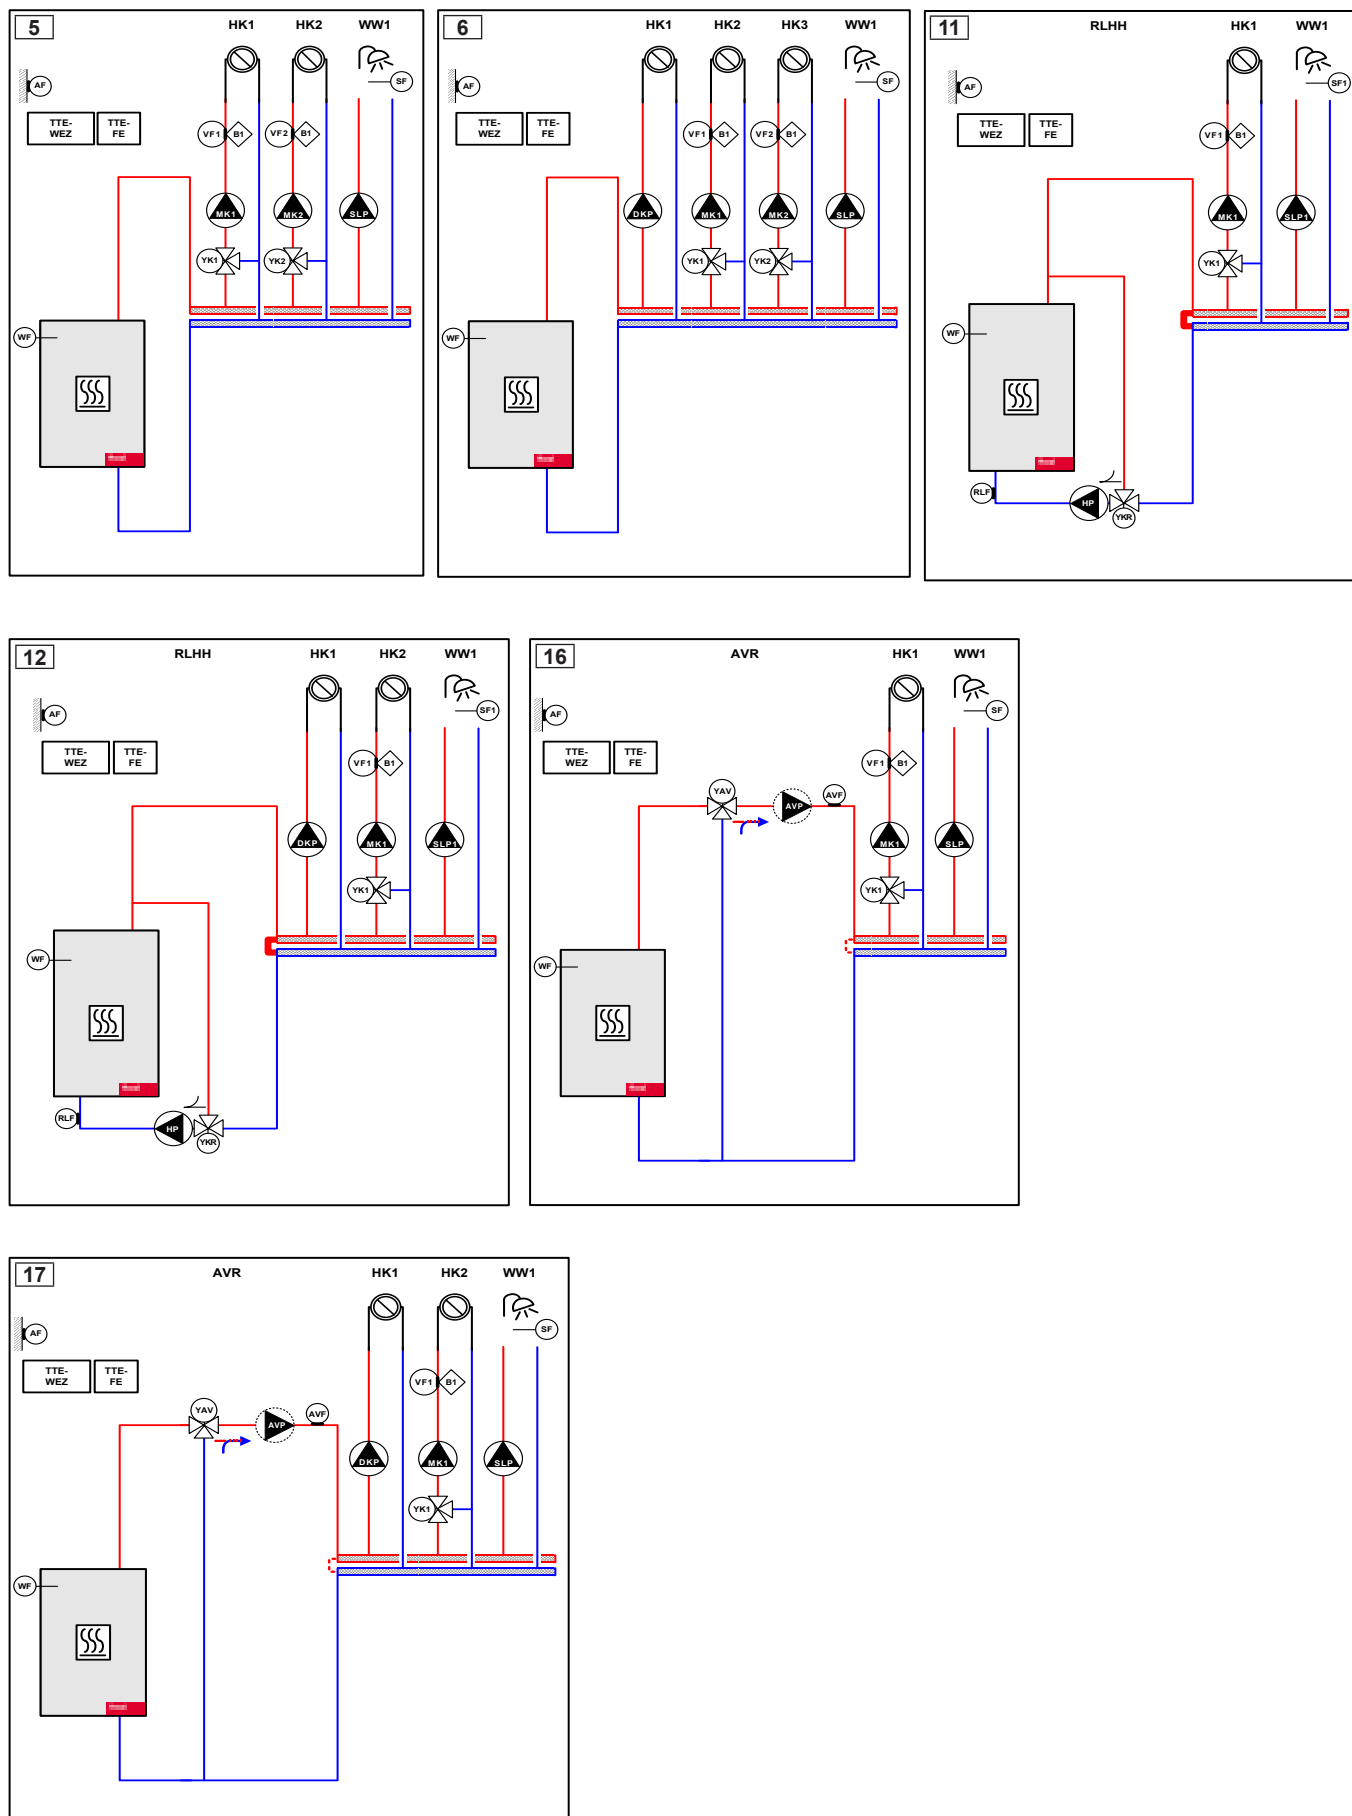 5 HK1 HK2 WW1
AF SF
TTE- TTE-
WEZ FE
VF1 B1 VF2 B1
MK1 MK2 SLP
YK1 YK2
WF
6 HK1 HK2 HK3 WW1
AF SF
TTE- TTE-
WEZ FE
VF1 B1 VF2 B1
DKP MK1 MK2 SLP
YK1 YK2
WF
11 RLHH HK1 WW1
AF SF1
TTE- TTE-
WEZ FE
VF1 B1
MK1 SLP1
YK1
WF
RLF HP
YKR
12 RLHH HK1 HK2 WW1
AF SF1
TTE- TTE-
WEZ FE
VF1 B1
DKP MK1 SLP1
YK1
WF
RLF HP
YKR
16 AVR HK1 WW1
AF SF
TTE- TTE-
WEZ FE
VF1 B1
YAV AVP AVF
MK1 SLP
YK1
WF
17 AVR HK1 HK2 WW1
AF SF
TTE- TTE-
WEZ FE
VF1 B1
YAV AVP AVF
DKP MK1 SLP
YK1
WF